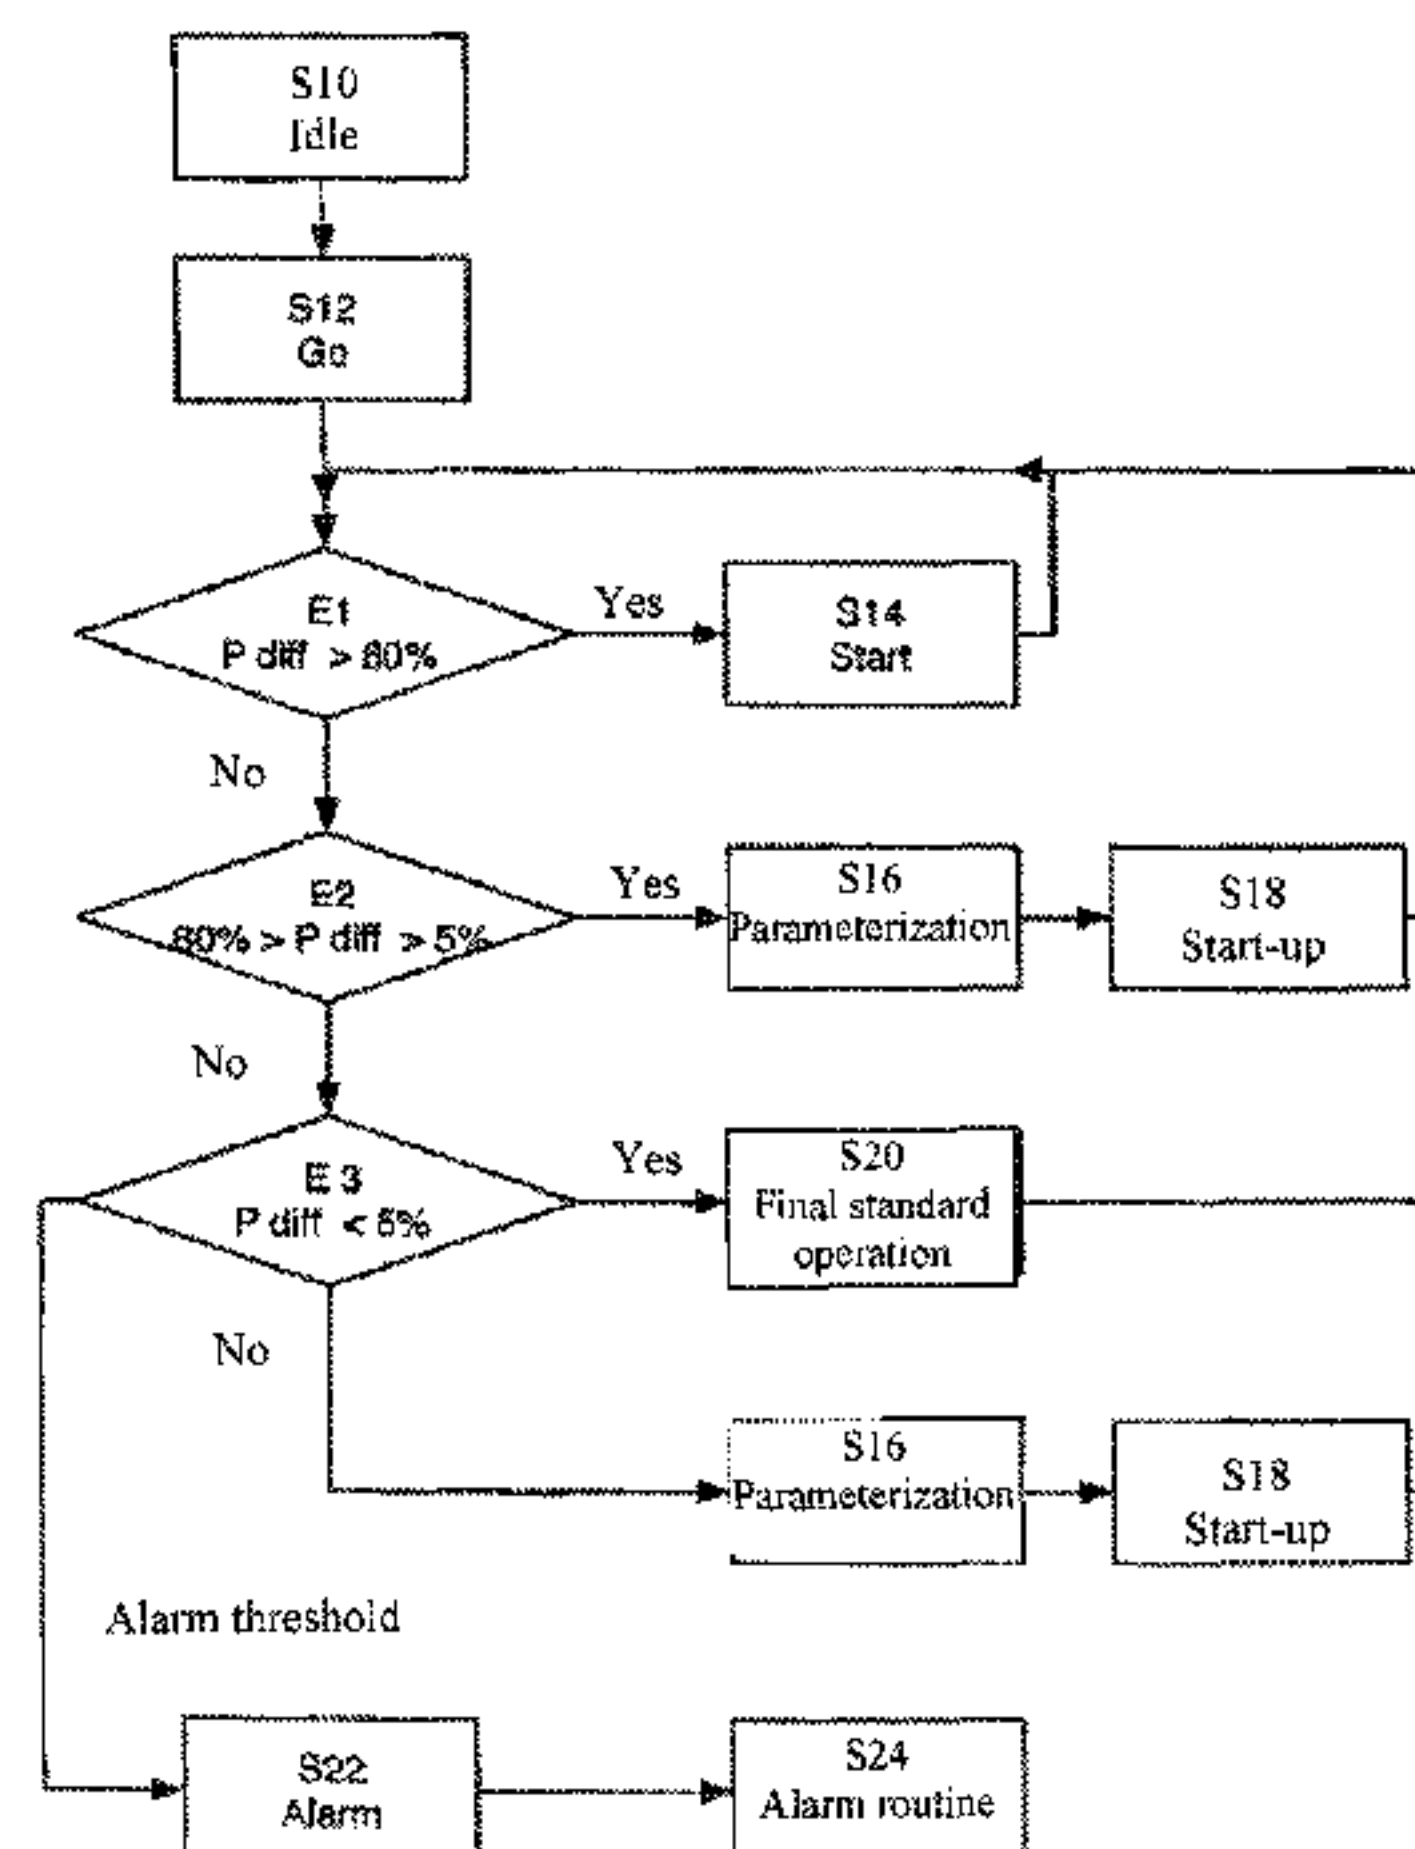 S10
Idle
S12
Go
E1
P diff >
Yes
S14
Start
No
E2
> P diff > 5%
Yes
S16
Parameterization
S18
Start-up
No
E 3
P diff < 5%
Yes
S20
Final standard
operation
No
S16
Parameterization
S18
Start-up
Alarm threshold
S22
Alarm
S24
Alarm routine